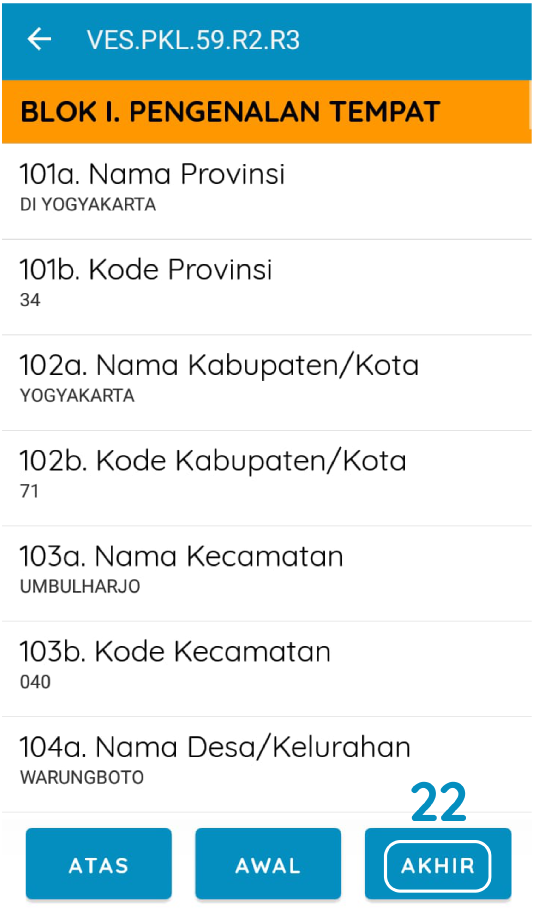 VES.PKL.59.R2.R3
BLOK I. PENGENALAN TEMPAT
101a. Nama Provinsi
DI YOGYAKARTA
101b. Kode Provinsi
34
102a. Nama Kabupaten/Kota
YOGYAKARTA
102b. Kode Kabupaten/Kota
71
103a. Nama Kecamatan
UMBULHARJO
103b. Kode Kecamatan
040
104a. Nama Desa/Kelurahan
WARUNGBOTO
22
ATAS AWAL AKHIR